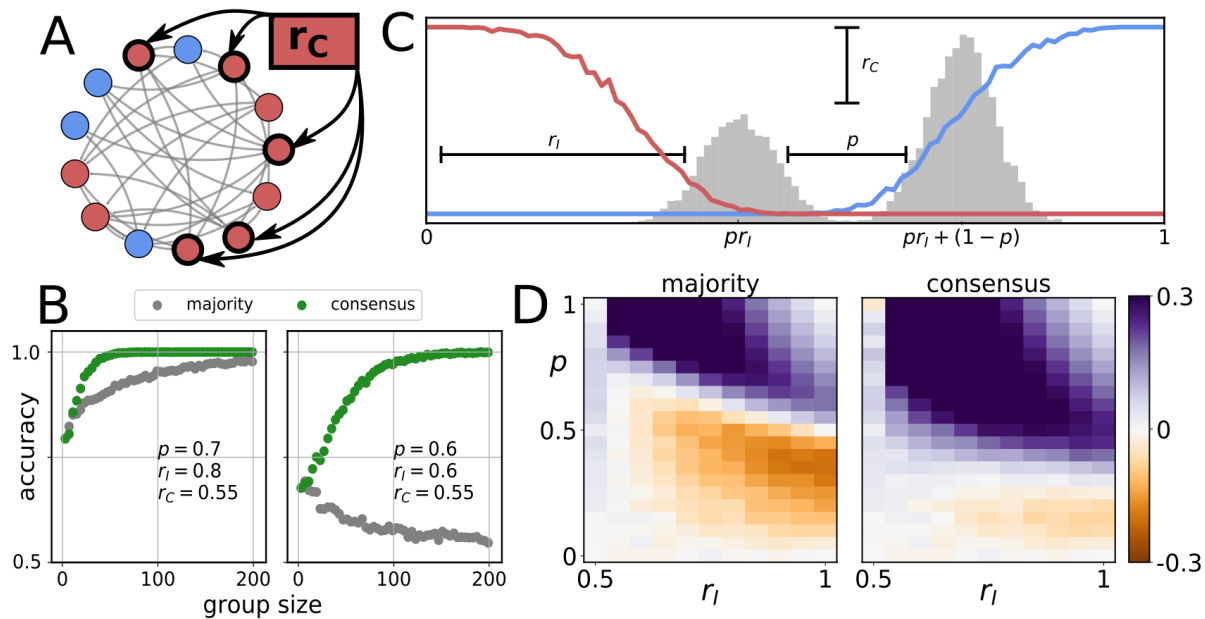 A
r_C
C
r_C
r_I
p
0
pr_I
pr_I + (1 − p)
1
B
majority
consensus
1.0
0.5
accuracy
p = 0.7
r_I = 0.8
r_C = 0.55
p = 0.6
r_I = 0.6
r_C = 0.55
0
100
200
0
100
200
group size
D
majority
consensus
1
p
0.5
0
0.5
1
r_I
0.5
1
r_I
0.3
0
-0.3